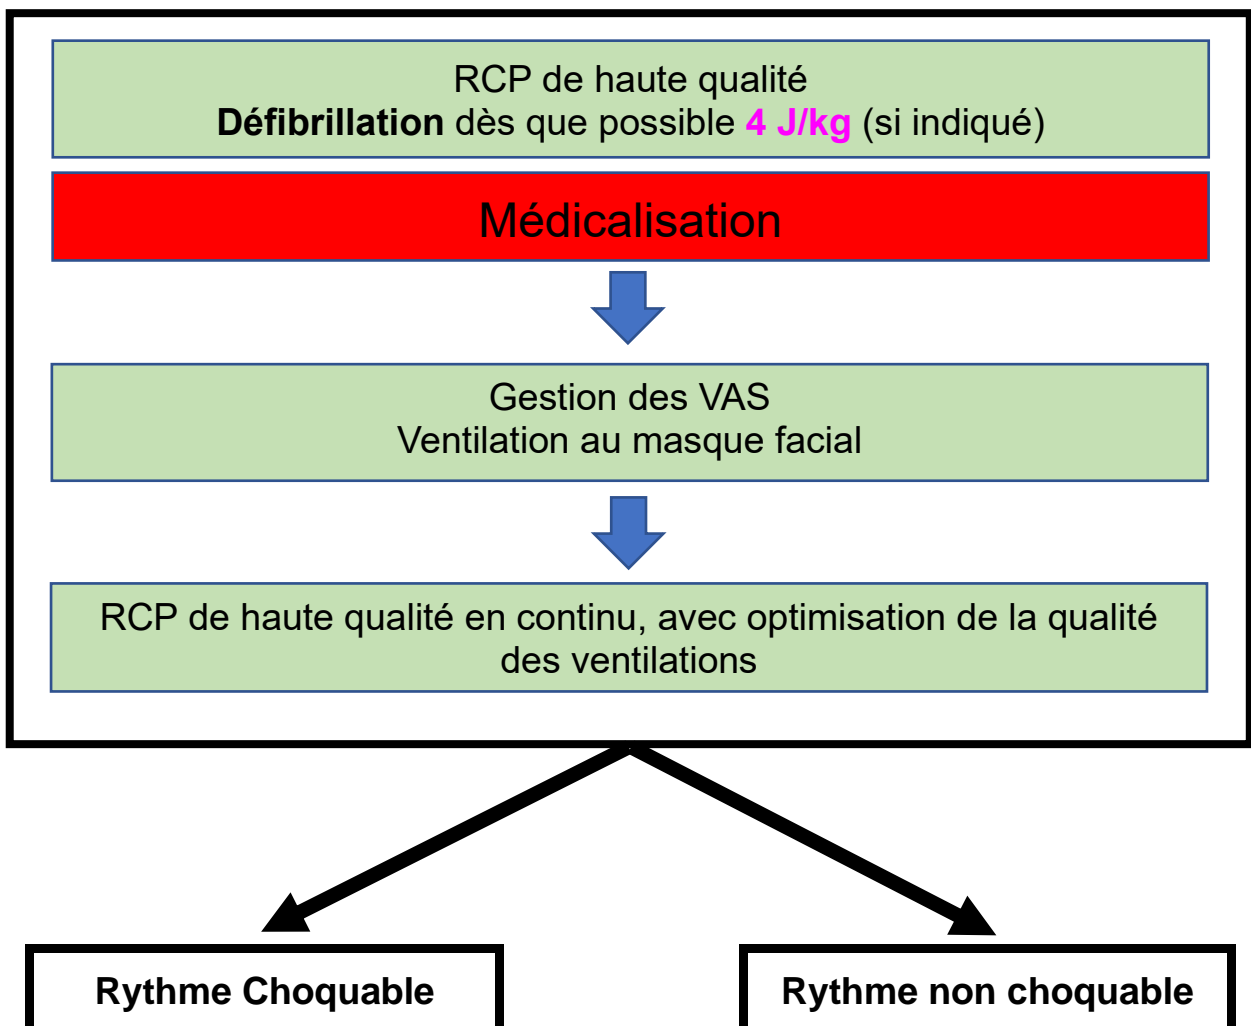 RCP de haute qualité
Défibrillation dès que possible 4 J/kg (si indiqué)
Médicalisation
Gestion des VAS
Ventilation au masque facial
RCP de haute qualité en continu, avec optimisation de la qualité
des ventilations
Rythme Choquable
Rythme non choquable